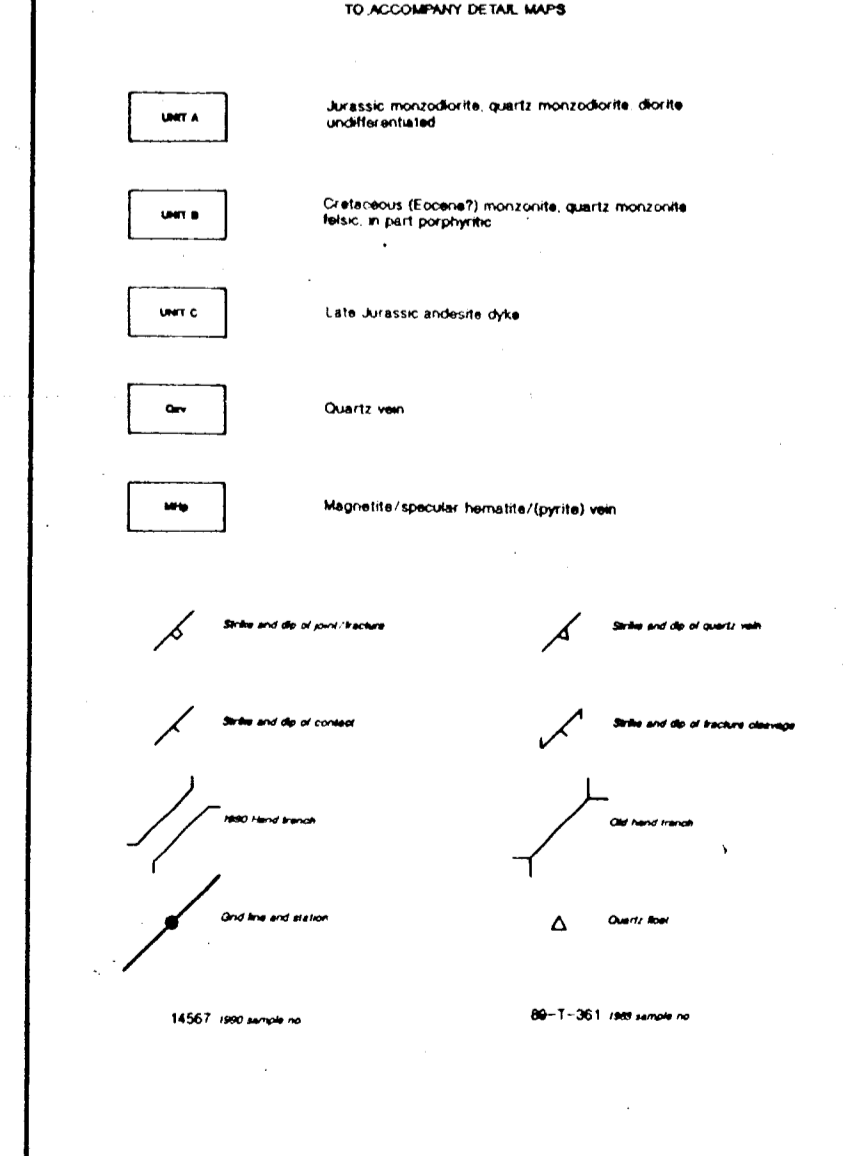 TO ACCOMPANY DETAIL MAPS
UNIT A
Jurassic monzodiorite, quartz monzodiorite, diorite
undifferentiated
UNIT B
Cretaceous (Eocene?) monzonite, quartz monzonite
felsic, in part porphyritic
UNIT C
Late Jurassic andesite dyke
Qzv
Quartz vein
MHp
Magnetite/specular hematite/(pyrite) vein
Strike and dip of joint/fracture
Strike and dip of quartz vein
Strike and dip of contact
Strike and dip of fracture cleavage
1990 Hand trench
Old hand trench
Grid line and station
Quartz float
14567 1990 sample no
89-T-361 1989 sample no